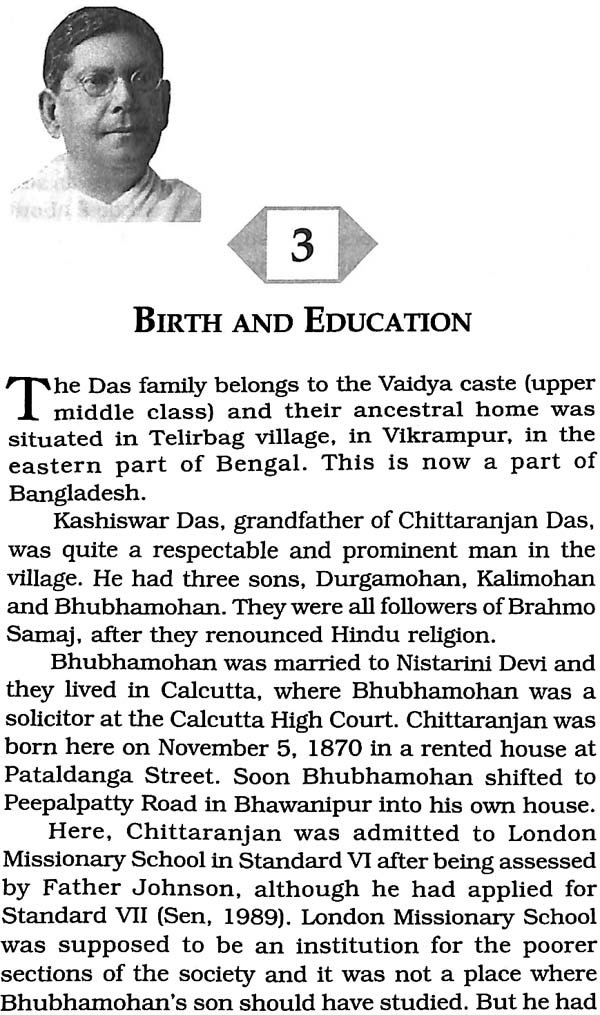 3
BIRTH AND EDUCATION
The Das family belongs to the Vaidya caste (upper
middle class) and their ancestral home was
situated in Telirbag village, in Vikrampur, in the
eastern part of Bengal. This is now a part of
Bangladesh.
Kashiswar Das, grandfather of Chittaranjan Das,
was quite a respectable and prominent man in the
village. He had three sons, Durgamohan, Kalimohan
and Bhubhamohan. They were all followers of Brahmo
Samaj, after they renounced Hindu religion.
Bhubhamohan was married to Nistarini Devi and
they lived in Calcutta, where Bhubhamohan was a
solicitor at the Calcutta High Court. Chittaranjan was
born here on November 5, 1870 in a rented house at
Pataldanga Street. Soon Bhubhamohan shifted to
Peepalpatty Road in Bhawanipur into his own house.
Here, Chittaranjan was admitted to London
Missionary School in Standard VI after being assessed
by Father Johnson, although he had applied for
Standard VII (Sen, 1989). London Missionary School
was supposed to be an institution for the poorer
sections of the society and it was not a place where
Bhubhamohan's son should have studied. But he had